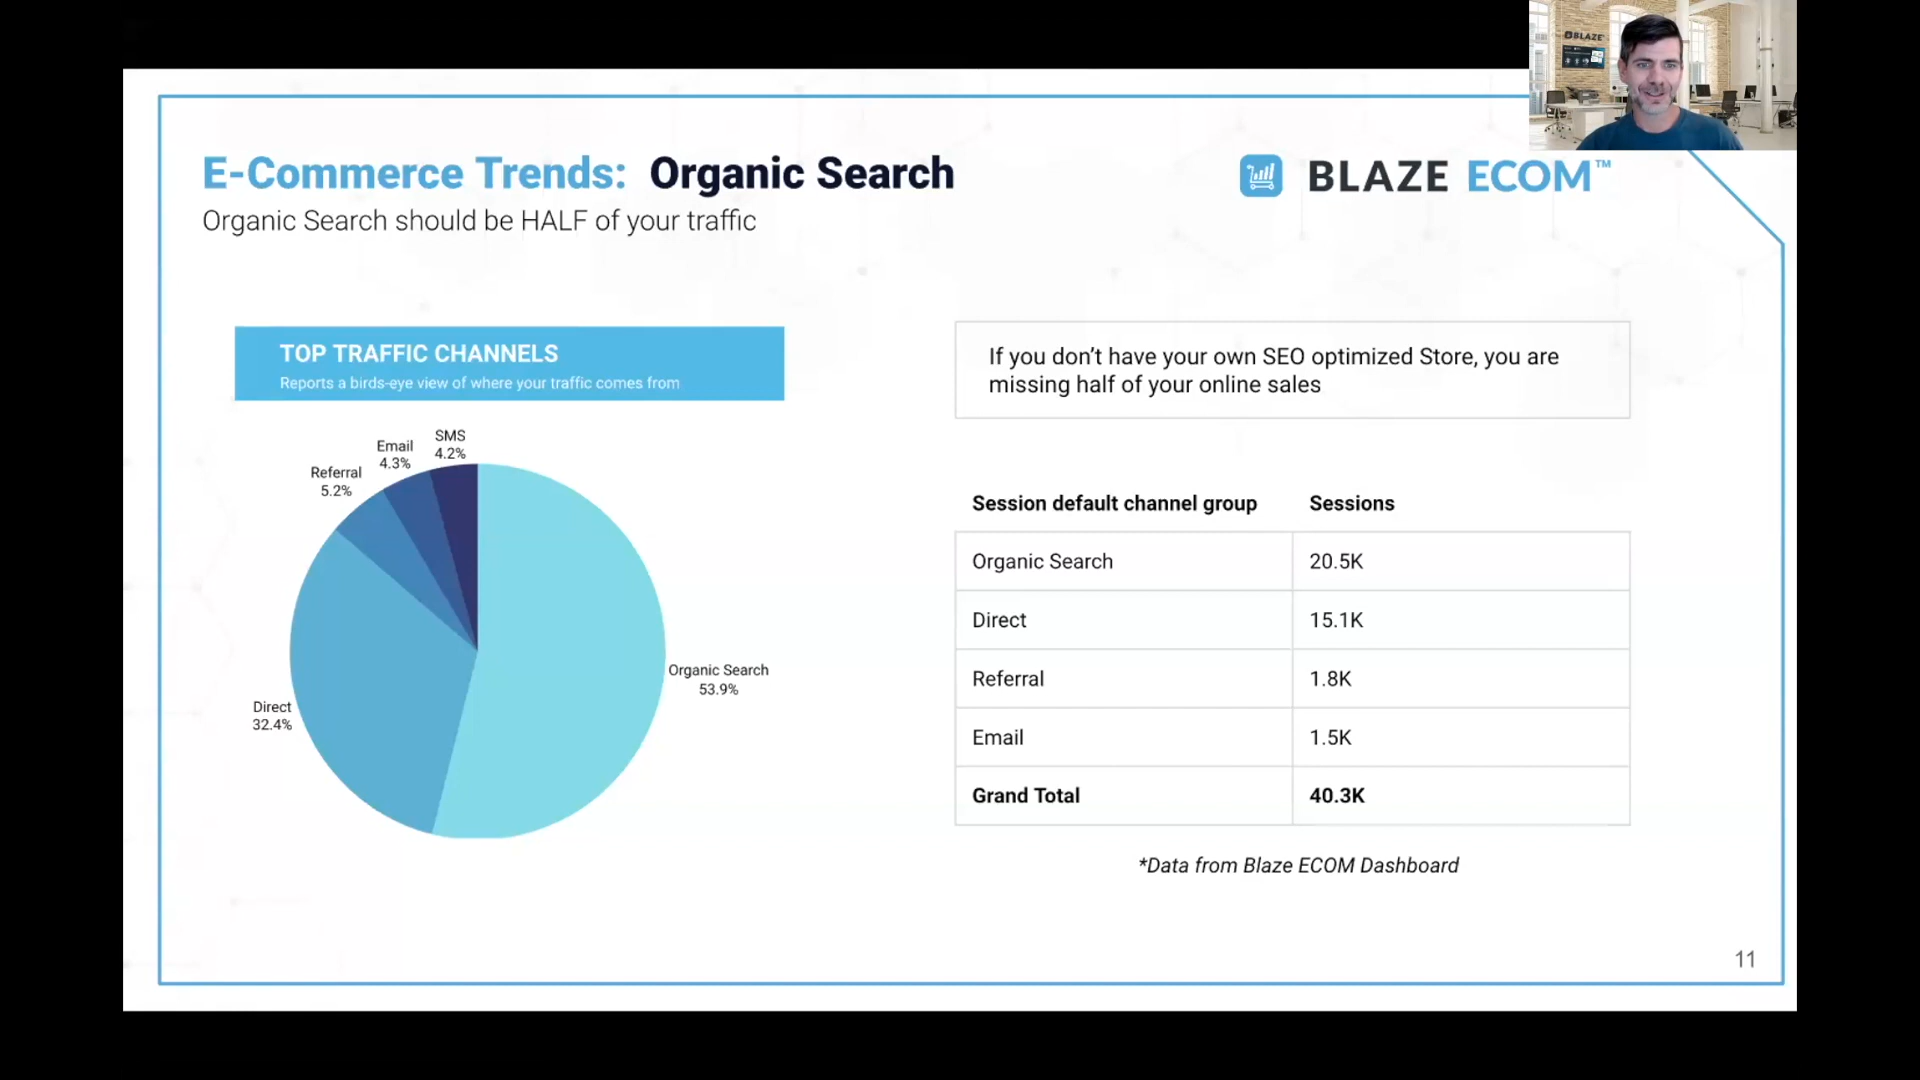 BLAZE
E-Commerce Trends: Organic Search
BLAZE ECOM™
Organic Search should be HALF of your traffic
TOP TRAFFIC CHANNELS
Reports a birds-eye view of where your traffic comes from
If you don't have your own SEO optimized Store, you are
missing half of your online sales
SMS
4.2%
Email
4.3%
Referral
5.2%
Organic Search
53.9%
Direct
32.4%
Session default channel group Sessions
Organic Search 20.5K
Direct 15.1K
Referral 1.8K
Email 1.5K
Grand Total 40.3K
*Data from Blaze ECOM Dashboard
11